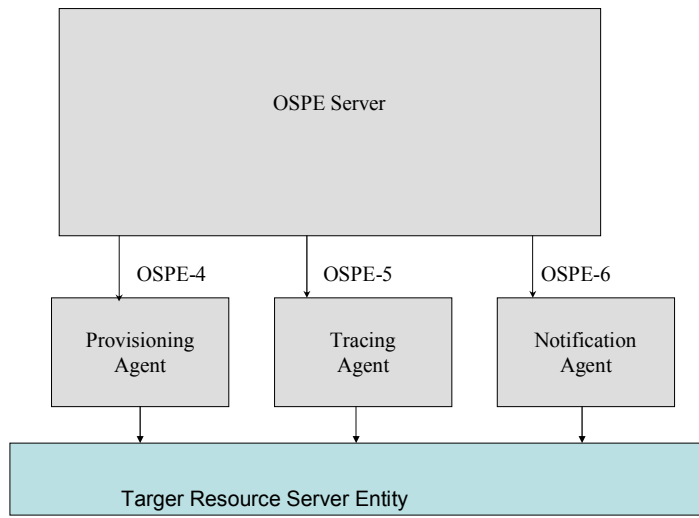 OSPE Server
OSPE-4
OSPE-5
OSPE-6
Provisioning
Agent
Tracing
Agent
Notification
Agent
Targer Resource Server Entity